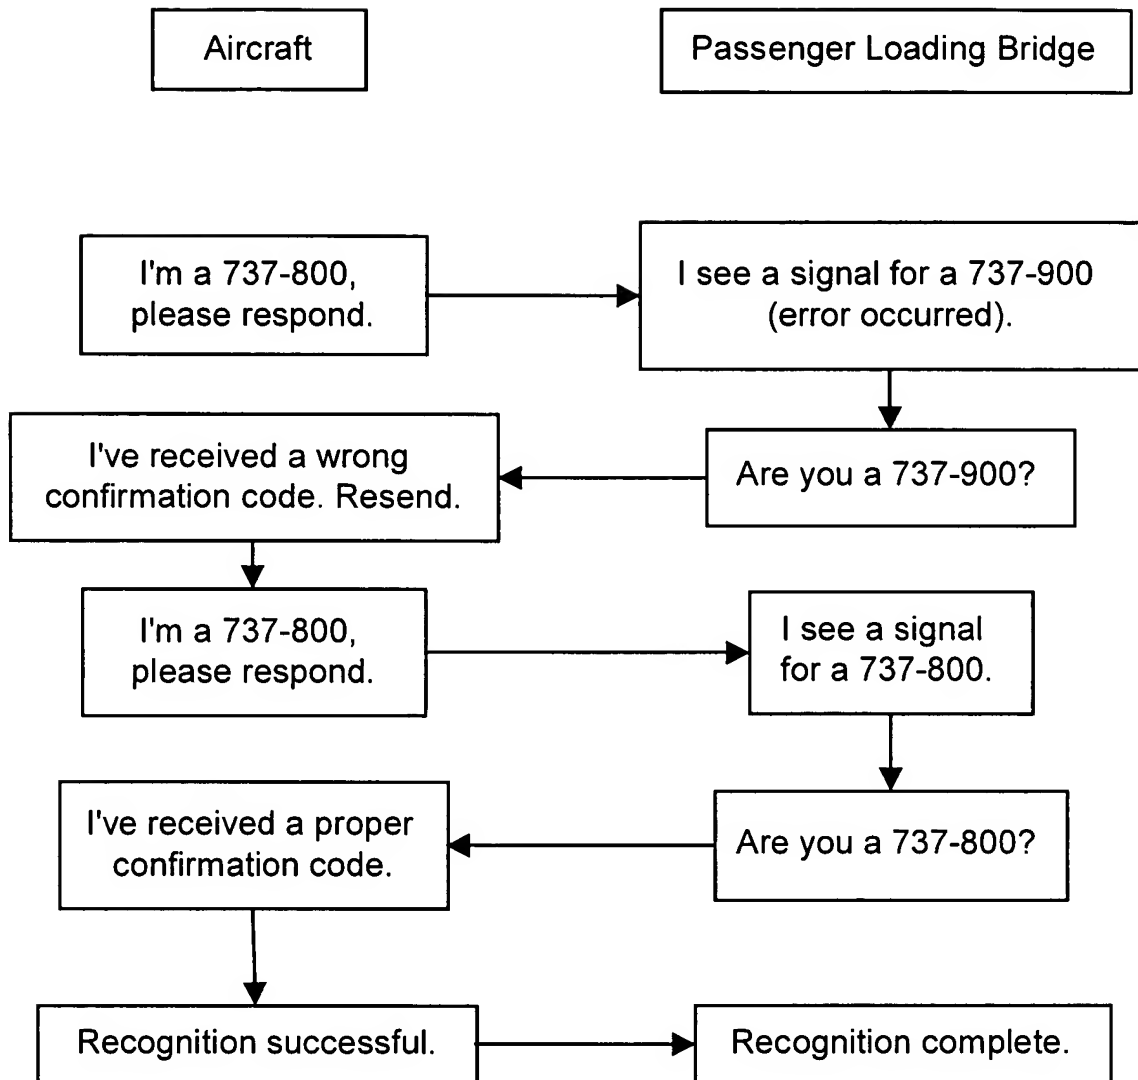 Aircraft
Passenger Loading Bridge
I'm a 737-800,
please respond.
I see a signal for a 737-900
(error occurred).
Are you a 737-900?
I've received a wrong
confirmation code. Resend.
I'm a 737-800,
please respond.
I see a signal
for a 737-800.
Are you a 737-800?
I've received a proper
confirmation code.
Recognition successful.
Recognition complete.